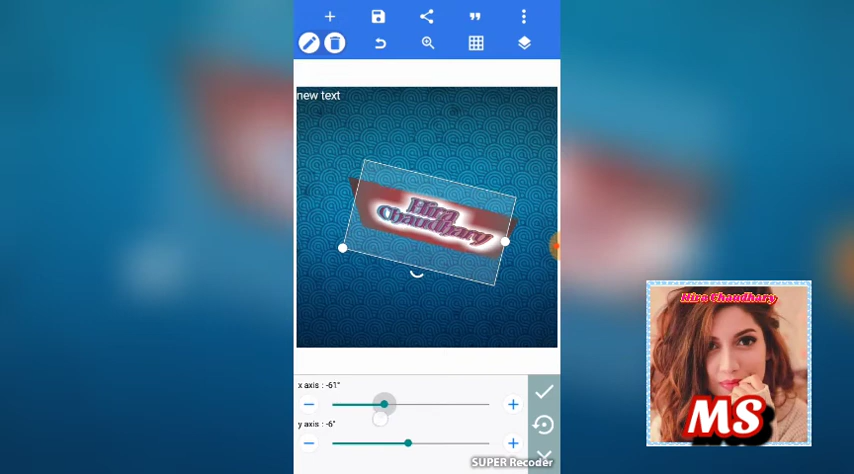 new text
Hira
Chaudhary
x axis : -61°
y axis : -6°
Hira Chaudhary
MS
SUPER Recoder